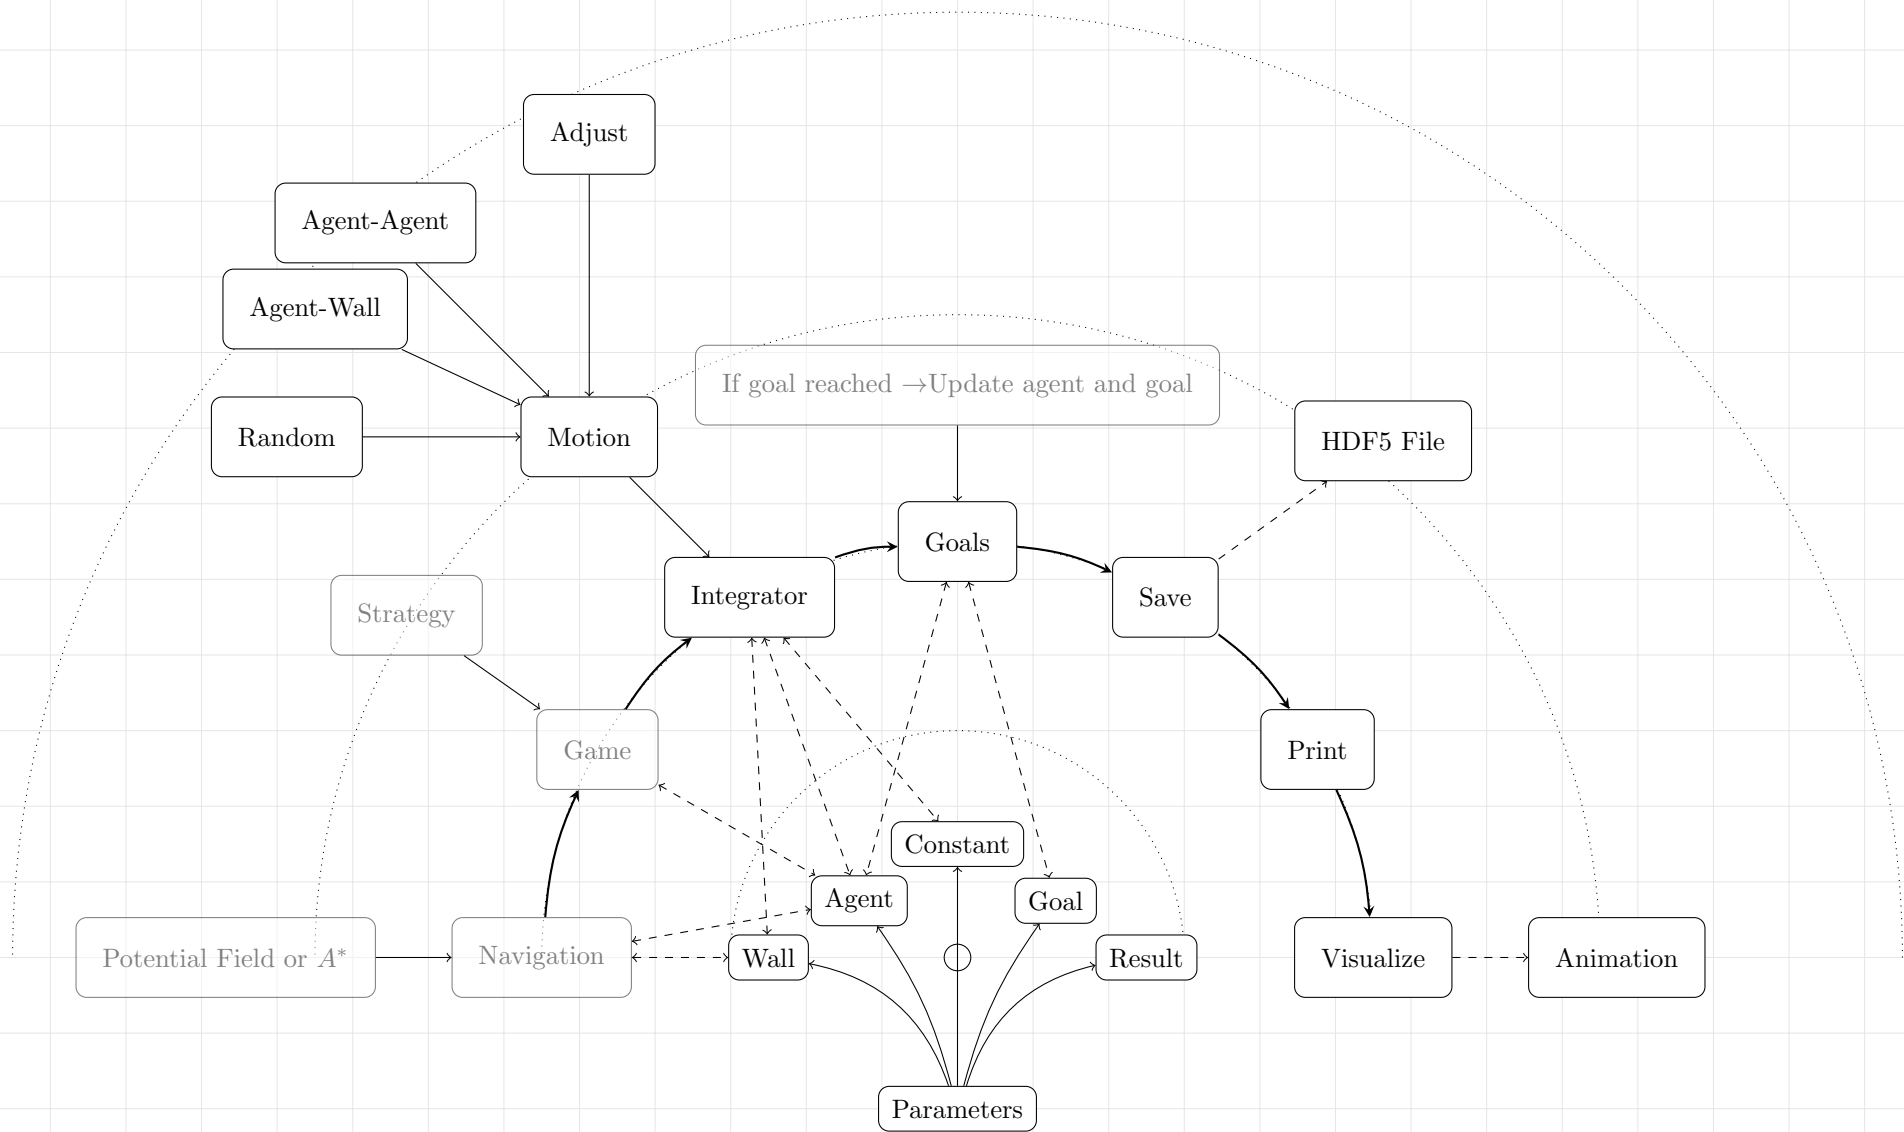 Adjust
Agent-Agent
Agent-Wall
If goal reached →Update agent and goal
Random
Motion
HDF5 File
Goals
Integrator
Save
Strategy
Game
Print
Constant
Agent
Goal
Potential Field or A*
Navigation
Wall
Result
Visualize
Animation
Parameters